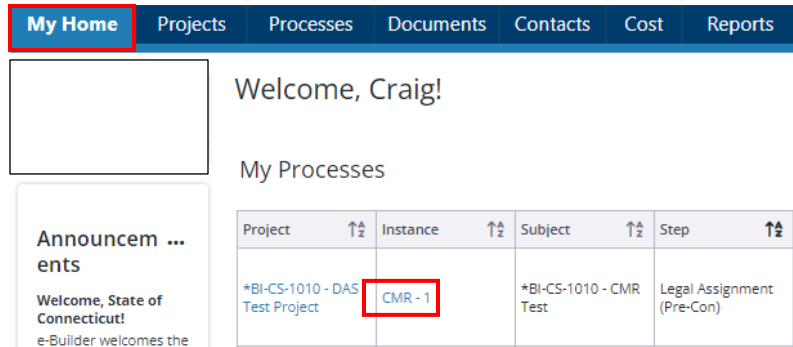 My Home Projects Processes Documents Contacts Cost Reports
Welcome, Craig!
My Processes
Announcem ...
ents
Welcome, State of
Connecticut!
e-Builder welcomes the
Project Instance Subject Step
*BI-CS-1010 - DAS
Test Project
CMR - 1
*BI-CS-1010 - CMR
Test
Legal Assignment
(Pre-Con)